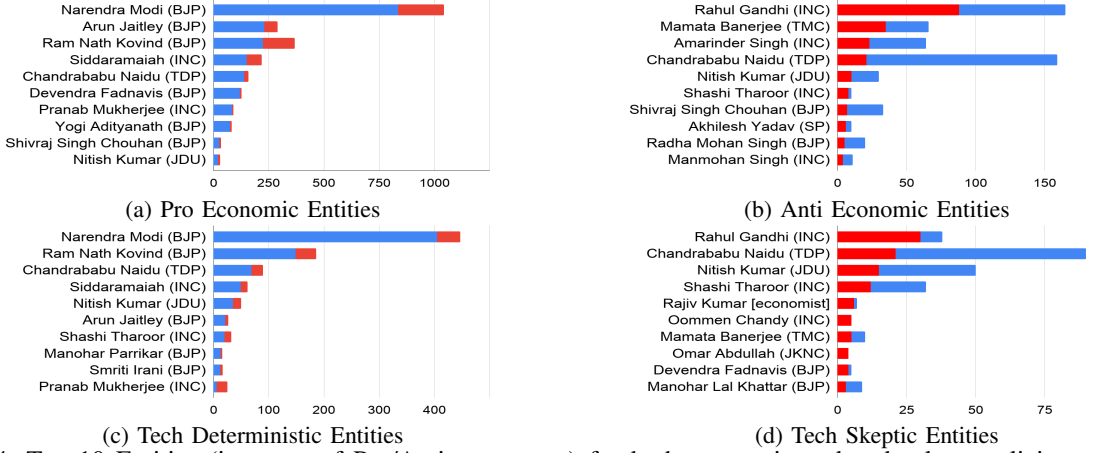 Narendra Modi (BJP)
Arun Jaitley (BJP)
Ram Nath Kovind (BJP)
Siddaramaiah (INC)
Chandrababu Naidu (TDP)
Devendra Fadnavis (BJP)
Pranab Mukherjee (INC)
Yogi Adityanath (BJP)
Shivraj Singh Chouhan (BJP)
Nitish Kumar (JDU)
0 250 500 750 1000
(a) Pro Economic Entities
Rahul Gandhi (INC)
Mamata Banerjee (TMC)
Amarinder Singh (INC)
Chandrababu Naidu (TDP)
Nitish Kumar (JDU)
Shashi Tharoor (INC)
Shivraj Singh Chouhan (BJP)
Akhilesh Yadav (SP)
Radha Mohan Singh (BJP)
Manmohan Singh (INC)
0 50 100 150
(b) Anti Economic Entities
Narendra Modi (BJP)
Ram Nath Kovind (BJP)
Chandrababu Naidu (TDP)
Siddaramaiah (INC)
Nitish Kumar (JDU)
Arun Jaitley (BJP)
Shashi Tharoor (INC)
Manohar Parrikar (BJP)
Smriti Irani (BJP)
Pranab Mukherjee (INC)
0 100 200 300 400
(c) Tech Deterministic Entities
Rahul Gandhi (INC)
Chandrababu Naidu (TDP)
Nitish Kumar (JDU)
Shashi Tharoor (INC)
Rajiv Kumar [economist]
Oommen Chandy (INC)
Mamata Banerjee (TMC)
Omar Abdullah (JKNC)
Devendra Fadnavis (BJP)
Manohar Lal Khattar (BJP)
0 25 50 75
(d) Tech Skeptic Entities